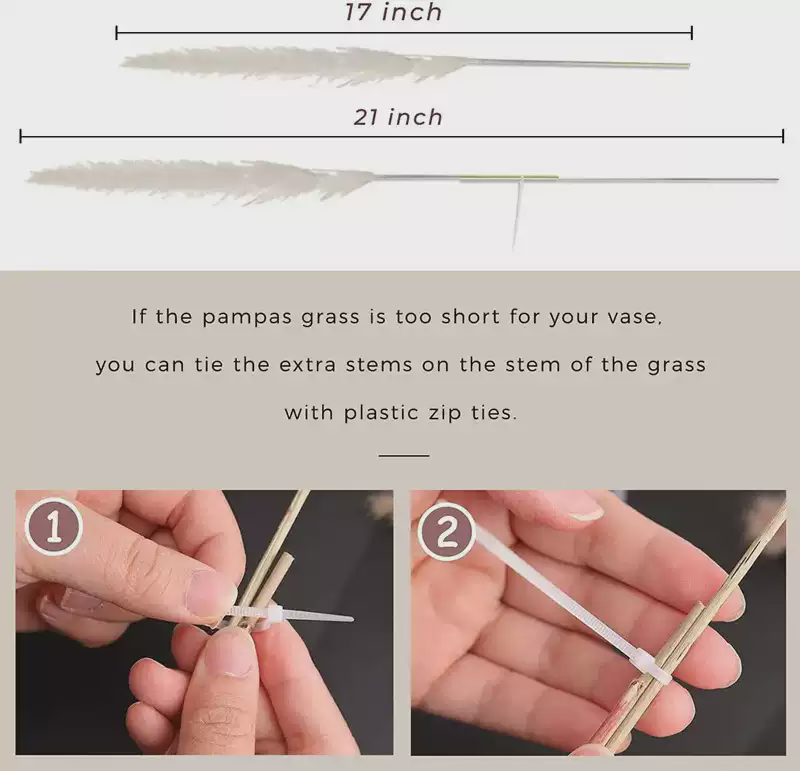 17 inch
21 inch
If the pampas grass is too short for your vase,
you can tie the extra stems on the stem of the grass
with plastic zip ties.
1
2